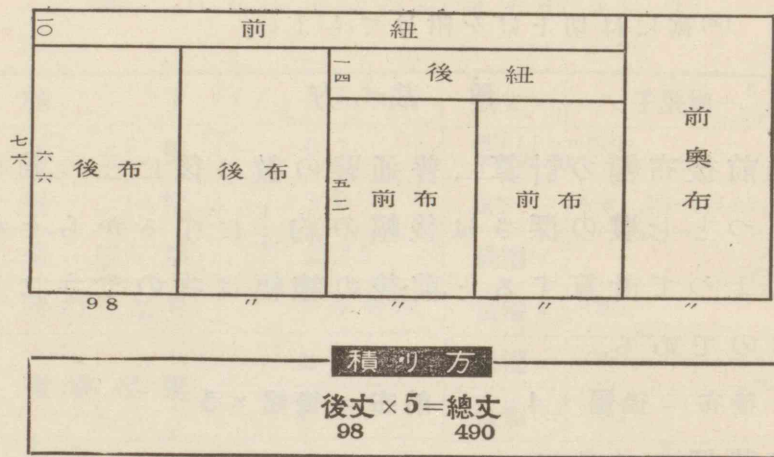 一〇 前 紐
一四 後 紐
前奥布
七六
六六 後布 後布
五二 前布 前布
98 〃 〃 〃 〃
積り方
後丈×5=總丈
98 490